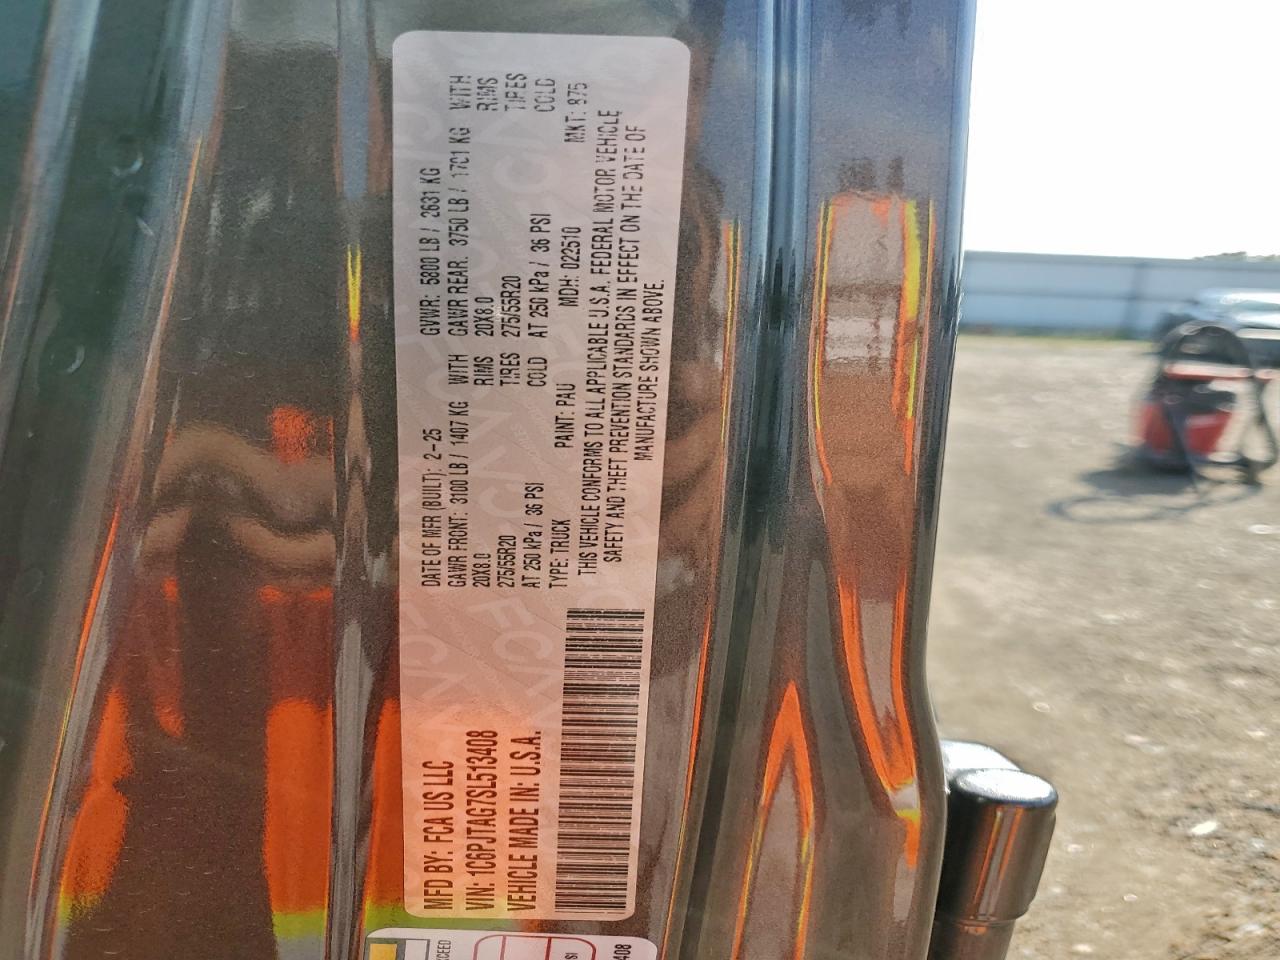 MFD BY: FCA US LLC
VIN: 1C6PJTAG7SL513408
VEHICLE MADE IN: U.S.A.
DATE OF MFR (BUILT): 2-25 GVWR: 5800 LB / 2631 KG
GAWR FRONT: 3100 LB / 1407 KG WITH GAWR REAR: 3750 LB / 1701 KG WITH
20X8.0 RIMS 20X8.0 RIMS
275/55R20 TIRES 275/55R20 TIRES
AT 250 kPa / 36 PSI COLD AT 250 kPa / 36 PSI COLD
TYPE: TRUCK PAINT: PAU MDH: 022510 MKT: 875
THIS VEHICLE CONFORMS TO ALL APPLICABLE U.S.A. FEDERAL MOTOR VEHICLE
SAFETY AND THEFT PREVENTION STANDARDS IN EFFECT ON THE DATE OF
MANUFACTURE SHOWN ABOVE.
XCEED
SI
408